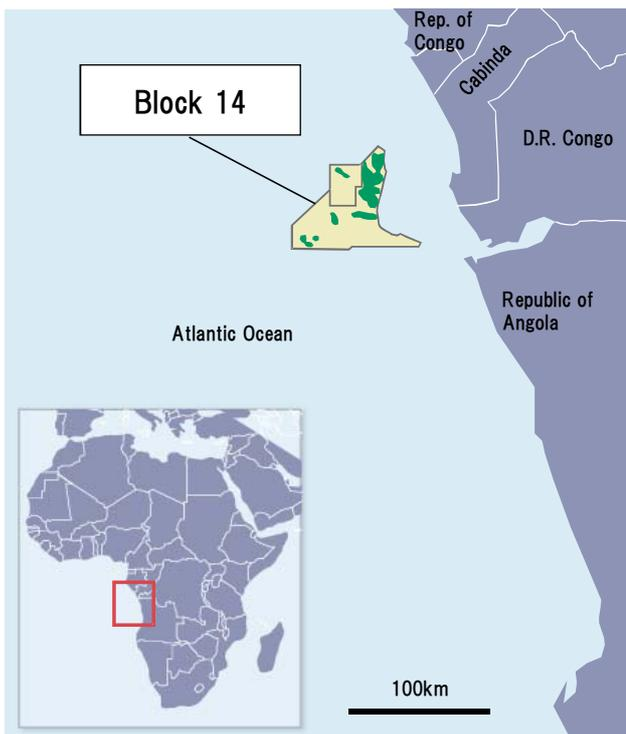 Rep. of
Congo
Cabinda
Block 14
D.R. Congo
Republic of
Angola
Atlantic Ocean
100km